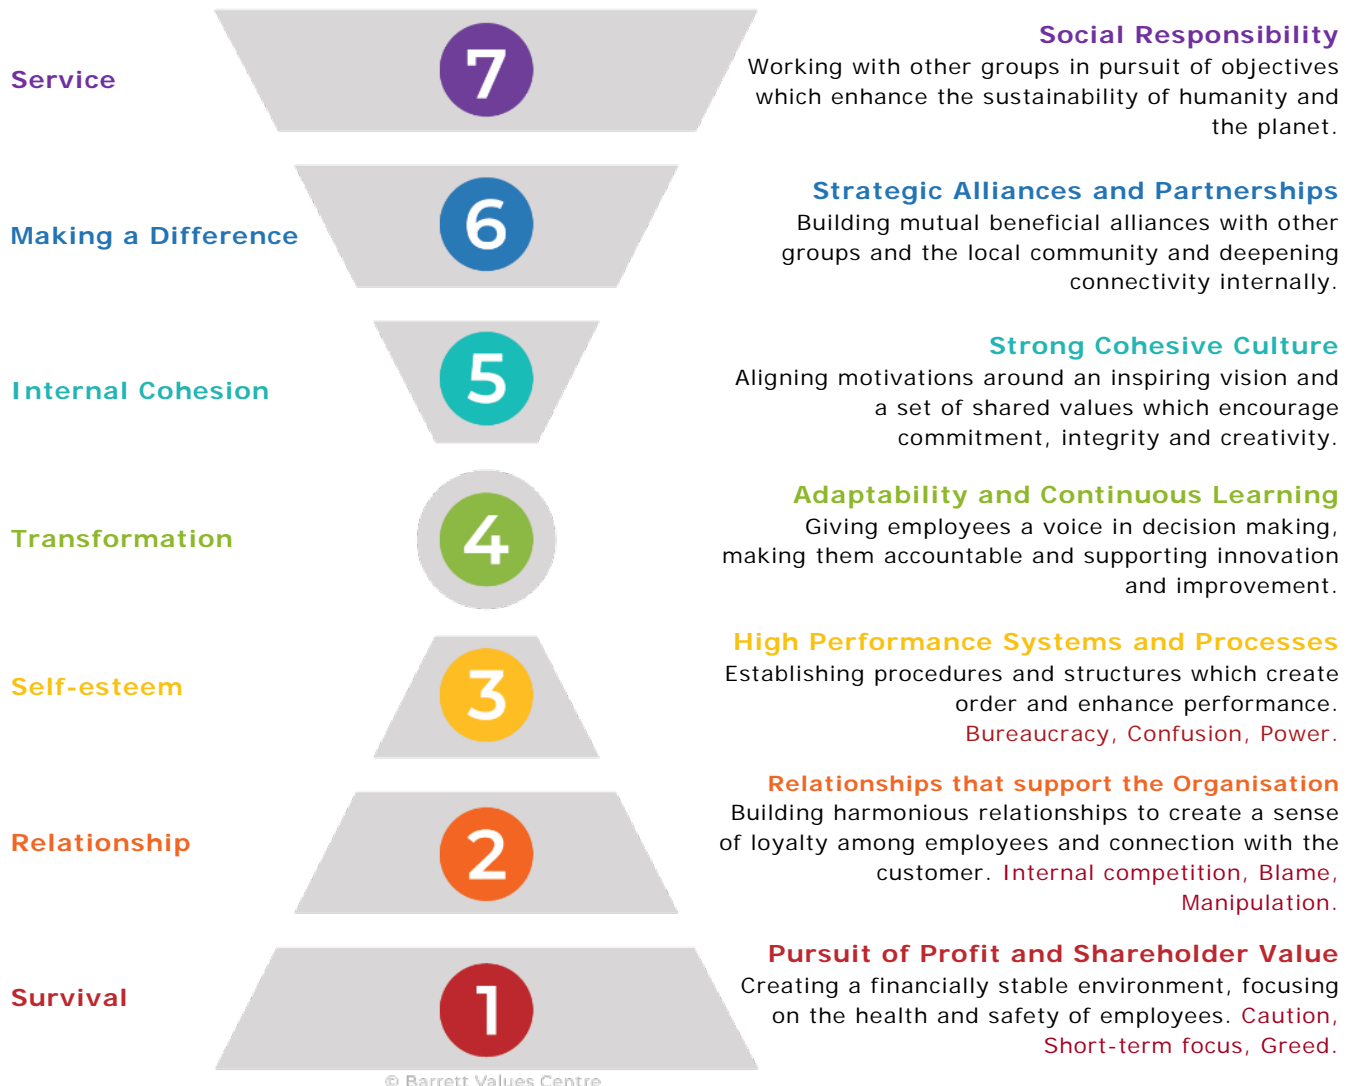 Social Responsibility
Service
7
Working with other groups in pursuit of objectives
which enhance the sustainability of humanity and
the planet.
Strategic Alliances and Partnerships
Making a Difference
6
Building mutual beneficial alliances with other
groups and the local community and deepening
connectivity internally.
Strong Cohesive Culture
Internal Cohesion
5
Aligning motivations around an inspiring vision and
a set of shared values which encourage
commitment, integrity and creativity.
Adaptability and Continuous Learning
Transformation
4
Giving employees a voice in decision making,
making them accountable and supporting innovation
and improvement.
High Performance Systems and Processes
Self-esteem
3
Establishing procedures and structures which create
order and enhance performance.
Bureaucracy, Confusion, Power.
Relationships that support the Organisation
Relationship
2
Building harmonious relationships to create a sense
of loyalty among employees and connection with the
customer. Internal competition, Blame,
Manipulation.
Pursuit of Profit and Shareholder Value
Survival
1
Creating a financially stable environment, focusing
on the health and safety of employees. Caution,
Short-term focus, Greed.
© Barrett Values Centre